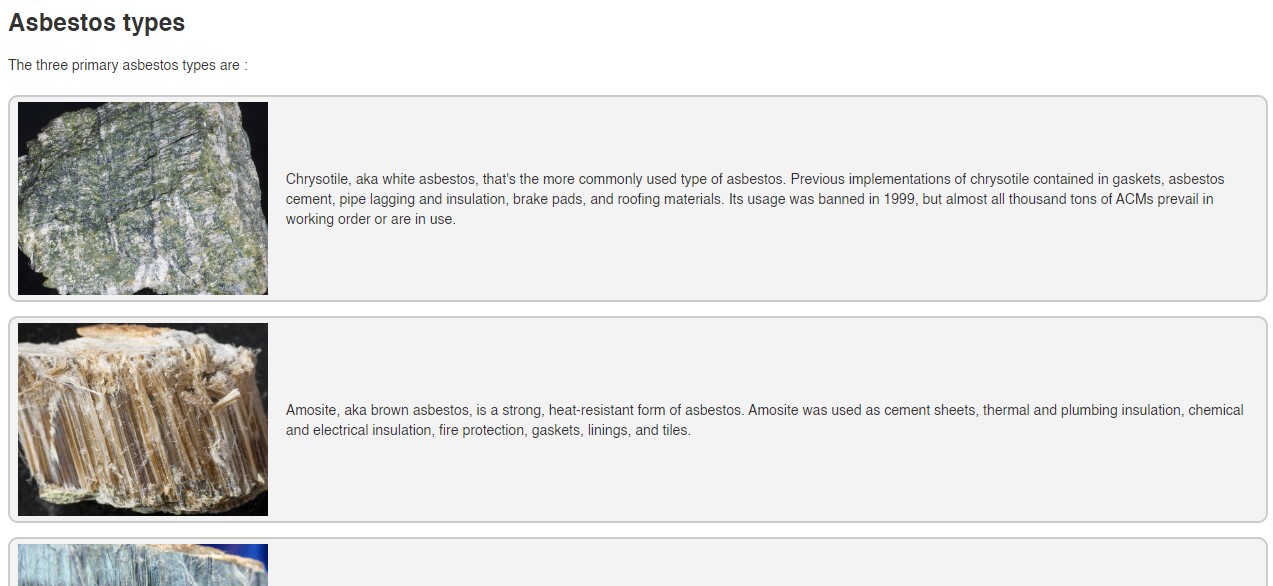 Asbestos types
The three primary asbestos types are :
Chrysotile, aka white asbestos, that's the more commonly used type of asbestos. Previous implementations of chrysotile contained in gaskets, asbestos
cement, pipe lagging and insulation, brake pads, and roofing materials. Its usage was banned in 1999, but almost all thousand tons of ACMs prevail in
working order or are in use.
Amosite, aka brown asbestos, is a strong, heat-resistant form of asbestos. Amosite was used as cement sheets, thermal and plumbing insulation, chemical
and electrical insulation, fire protection, gaskets, linings, and tiles.